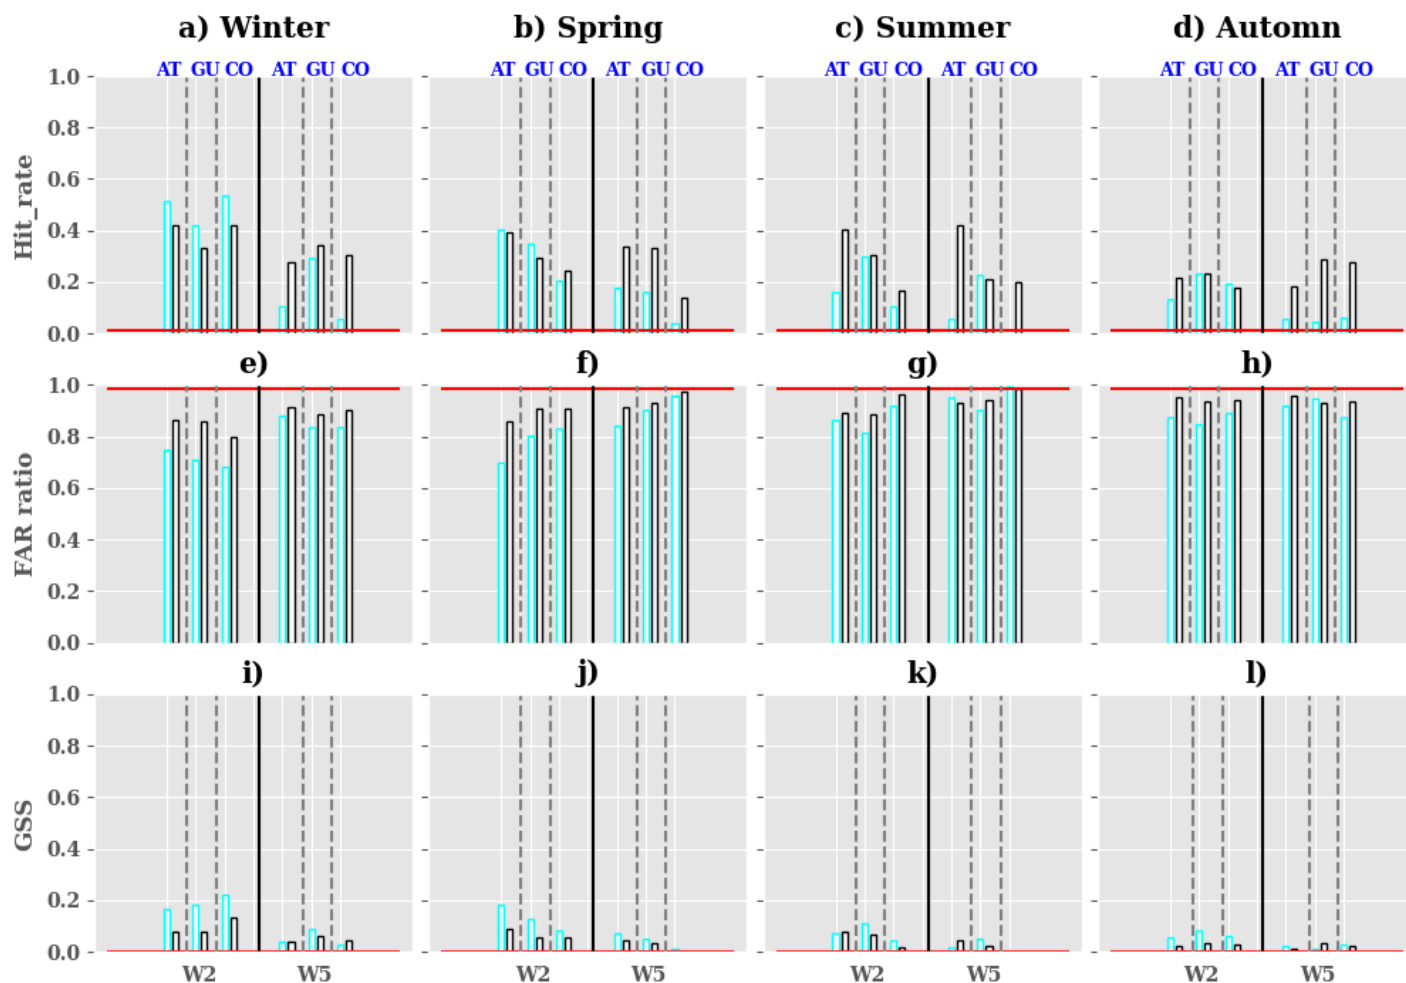 a) Winter b) Spring c) Summer d) Automn
AT GU CO AT GU CO AT GU CO AT GU CO AT GU CO AT GU CO AT GU CO AT GU CO
Hit_rate
1.0
0.8
0.6
0.4
0.2
0.0
e) f) g) h)
FAR ratio
1.0
0.8
0.6
0.4
0.2
0.0
i) j) k) l)
GSS
1.0
0.8
0.6
0.4
0.2
0.0
W2 W5 W2 W5 W2 W5 W2 W5